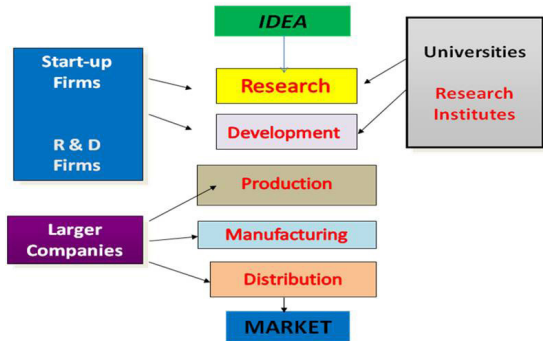 IDEA
Start-up
Firms
R & D
Firms
Research
Development
Universities
Research
Institutes
Production
Larger
Companies
Manufacturing
Distribution
MARKET